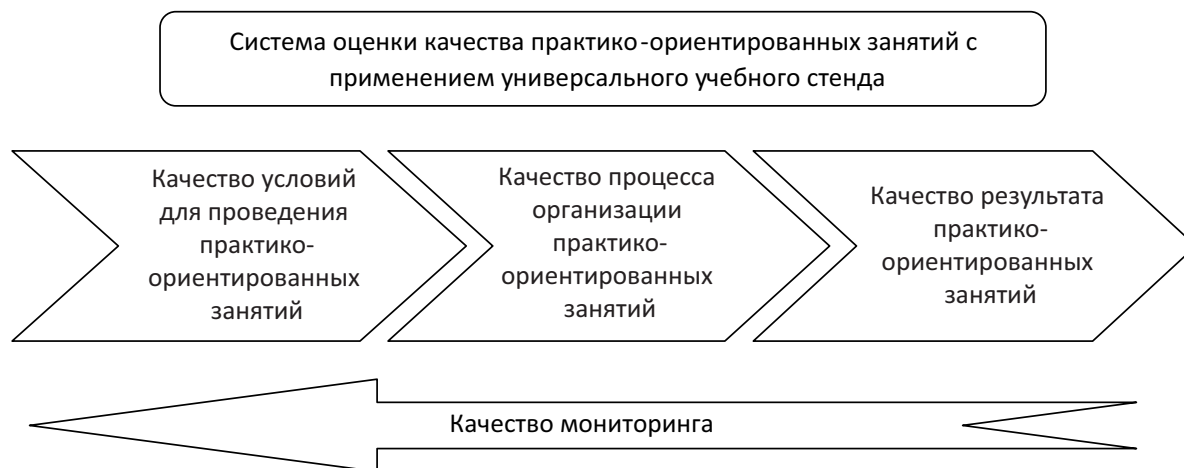 Система оценки качества практико-ориентированных занятий с
применением универсального учебного стенда
Качество условий
для проведения
практико-
ориентированных
занятий
Качество процесса
организации
практико-
ориентированных
занятий
Качество результата
практико-
ориентированных
занятий
Качество мониторинга